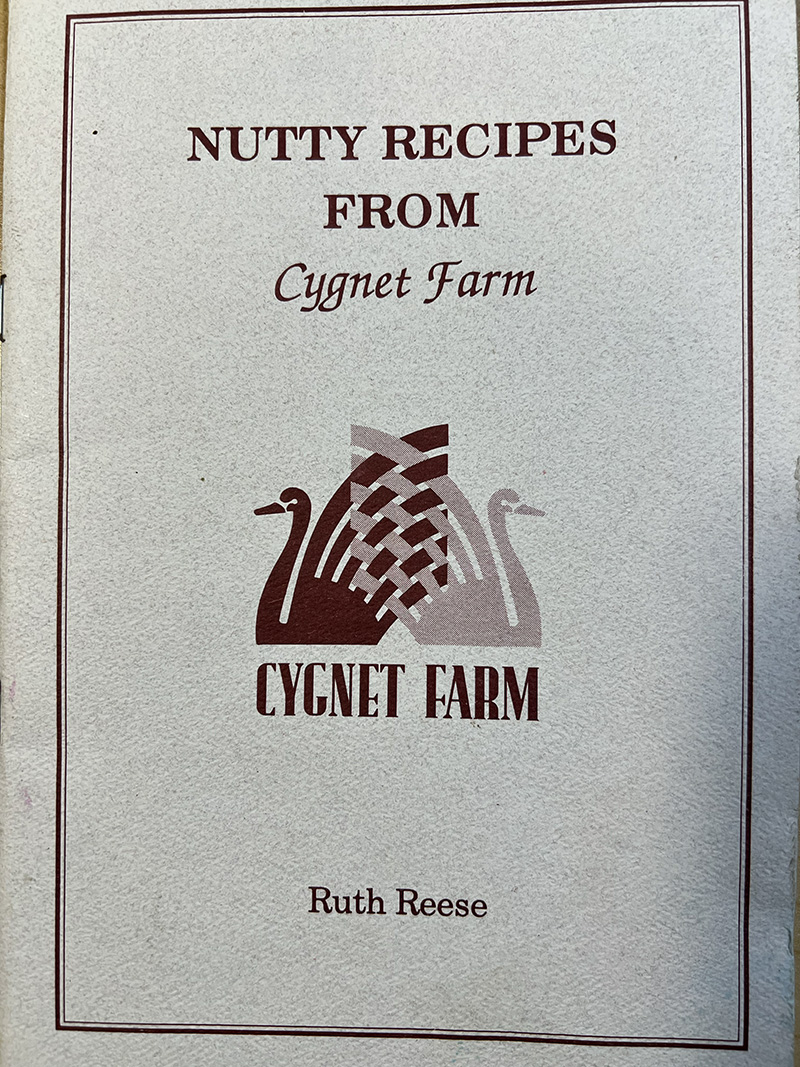 NUTTY RECIPES
FROM
Cygnet Farm
CYGNET FARM
Ruth Reese